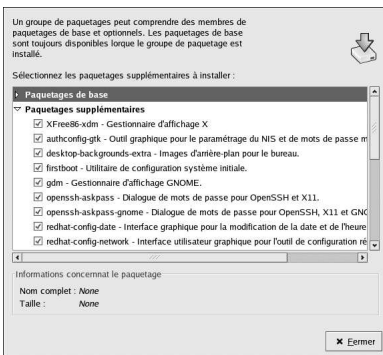 Un groupe de paquetages peut comprendre des membres de
paquetages de base et optionnels. Les paquetages de base
sont toujours disponibles lorque le groupe de paquetage est
installé.
Sélectionnez les paquetages supplémentaires à installer :
Paquetages de base
Paquetages supplémentaires
XFree86-xdm - Gestionnaire d'affichage X
authconfig-gtk - Outil graphique pour le paramétrage du NIS et de mots de passe m
desktop-backgrounds-extra - Images d'arrière-plan pour le bureau.
firstboot - Utilitaire de configuration système initiale.
gdm - Gestionnaire d'affichage GNOME.
openssh-askpass - Dialogue de mots de passe pour OpenSSH et X11.
openssh-askpass-gnome - Dialogue de mots de passe pour OpenSSH, X11 et GNO
redhat-config-date - Interface graphique pour la modification de la date et de l'heure
redhat-config-network - Interface utilisateur graphique pour l'outil de configuration ré
Informations concernnat le paquetage
Nom complet : None
Taille : None
Fermer